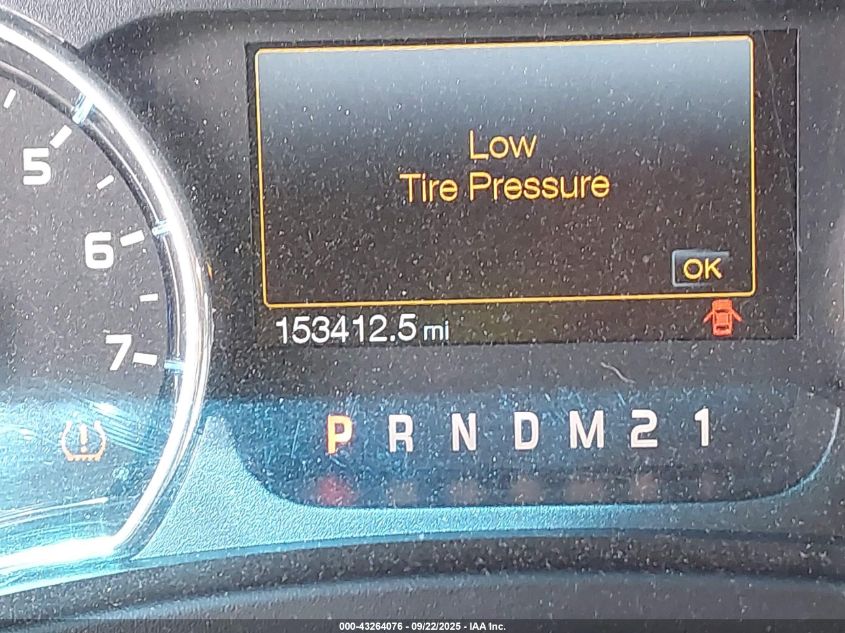 5
6
7
Low
Tire Pressure
OK
153412.5 mi
P R N D M 2 1
000-43264076 - 09/22/2025 - IAA Inc.